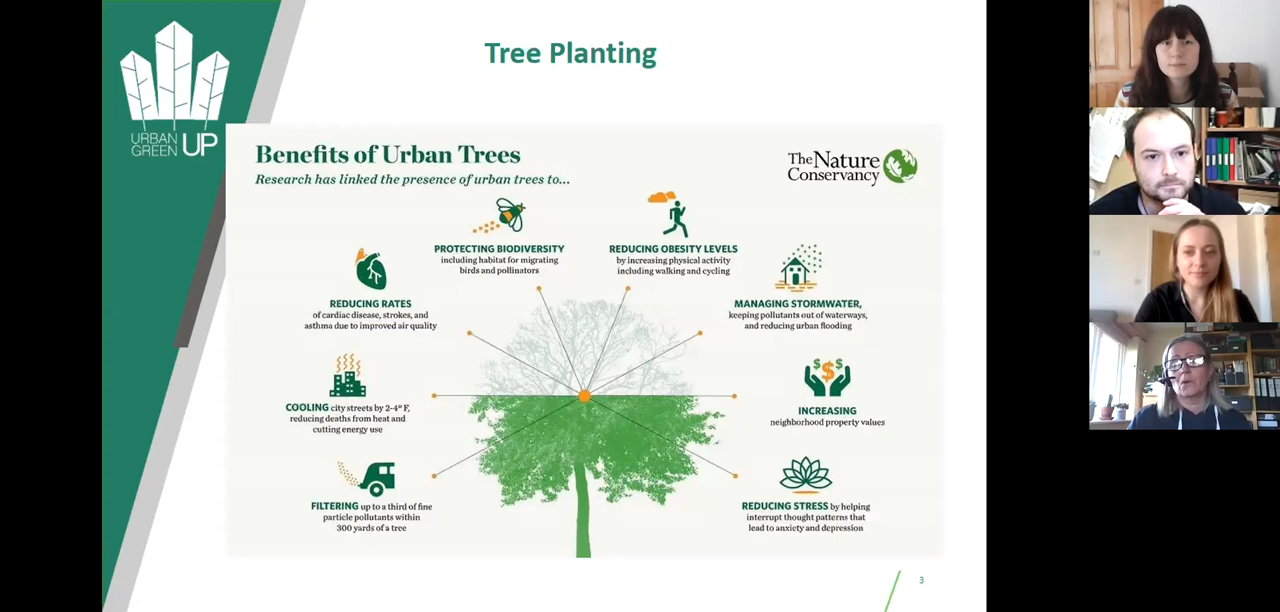 Tree Planting
URBAN
GREEN UP
Benefits of Urban Trees
Research has linked the presence of urban trees to...
The Nature
Conservancy
PROTECTING BIODIVERSITY
including habitat for migrating
birds and pollinators
REDUCING OBESITY LEVELS
by increasing physical activity
including walking and cycling
REDUCING RATES
of cardiac disease, strokes, and
asthma due to improved air quality
MANAGING STORMWATER,
keeping pollutants out of waterways,
and reducing urban flooding
COOLING city streets by 2-4° F,
reducing deaths from heat and
cutting energy use
$ $ $
INCREASING
neighborhood property values
FILTERING up to a third of fine
particle pollutants within
300 yards of a tree
REDUCING STRESS by helping
interrupt thought patterns that
lead to anxiety and depression
3